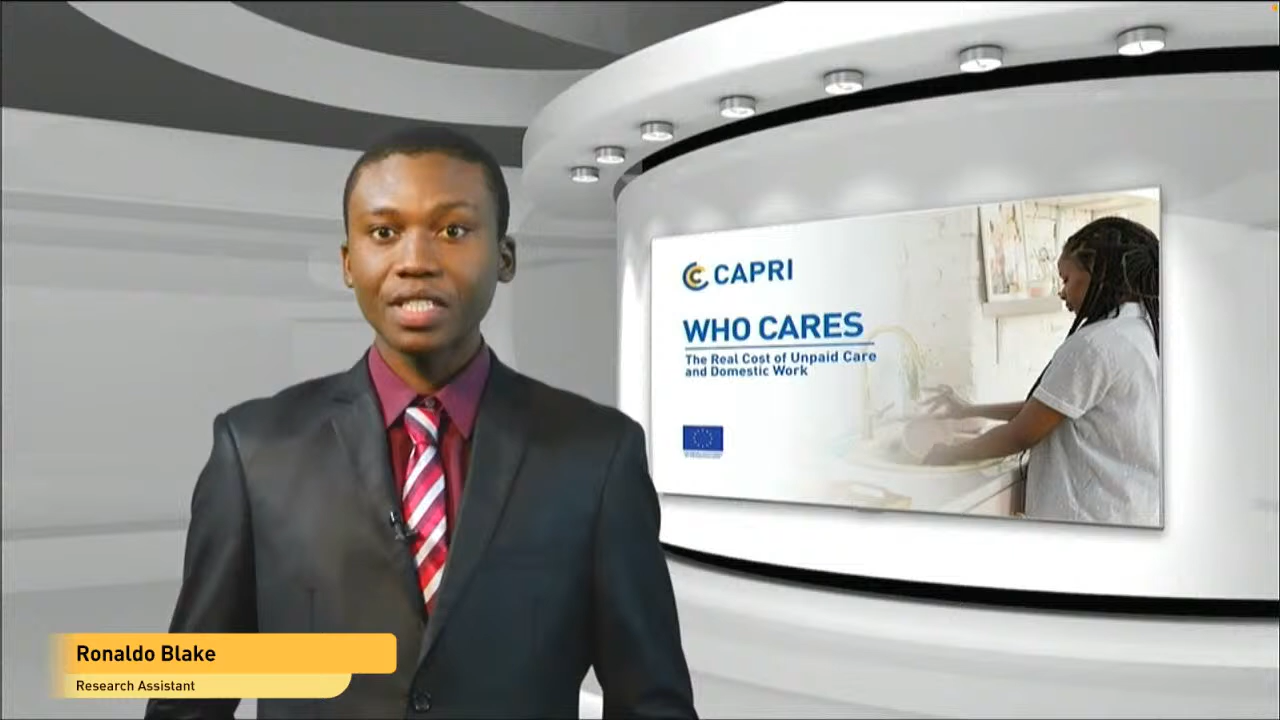 CAPRI
WHO CARES
The Real Cost of Unpaid Care
and Domestic Work
Ronaldo Blake
Research Assistant